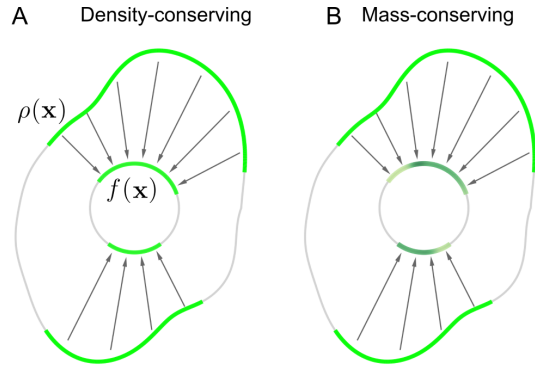 A Density-conserving
B Mass-conserving
ρ(x)
f(x)